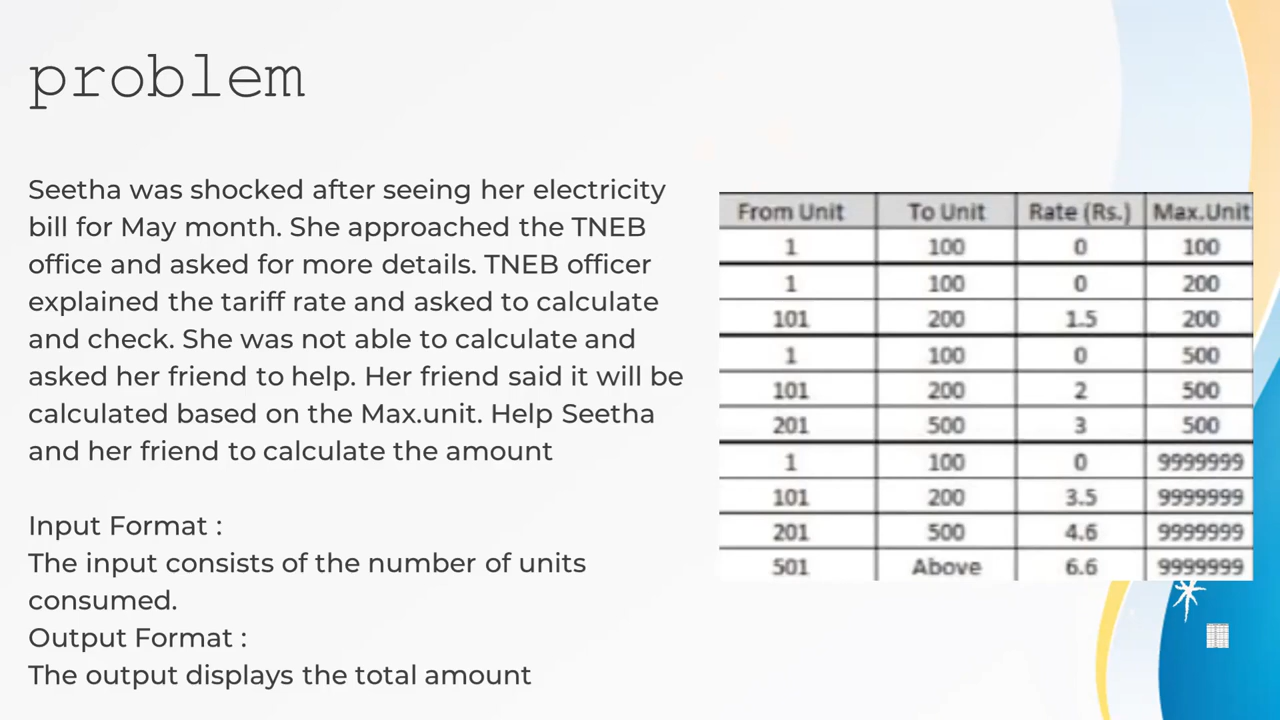 problem
Seetha was shocked after seeing her electricity
bill for May month. She approached the TNEB
office and asked for more details. TNEB officer
explained the tariff rate and asked to calculate
and check. She was not able to calculate and
asked her friend to help. Her friend said it will be
calculated based on the Max.unit. Help Seetha
and her friend to calculate the amount
Input Format :
The input consists of the number of units
consumed.
Output Format :
The output displays the total amount
From Unit To Unit Rate (Rs.) Max.Unit
1 100 0 100
1 100 0 200
101 200 1.5 200
1 100 0 500
101 200 2 500
201 500 3 500
1 100 0 9999999
101 200 3.5 9999999
201 500 4.6 9999999
501 Above 6.6 9999999